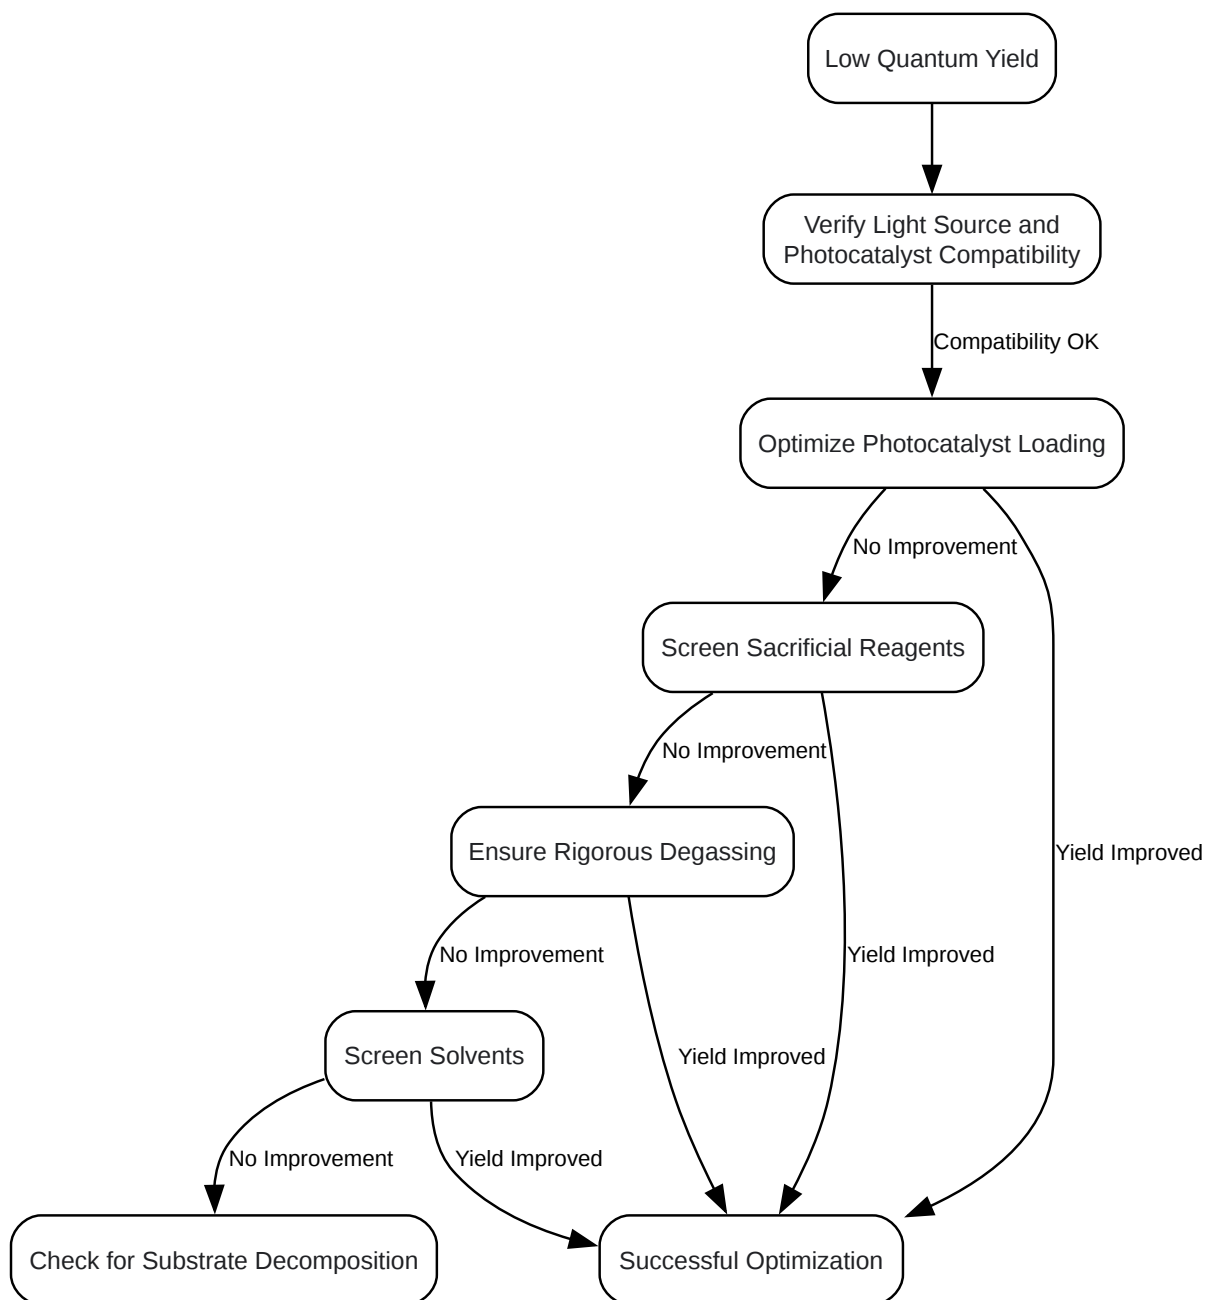 Low Quantum Yield
Verify Light Source and
Photocatalyst Compatibility
Compatibility OK
Optimize Photocatalyst Loading
No Improvement
Screen Sacrificial Reagents
No Improvement
Ensure Rigorous Degassing
Yield Improved
No Improvement
Yield Improved
Screen Solvents
Yield Improved
No Improvement
Yield Improved
Check for Substrate Decomposition
Successful Optimization